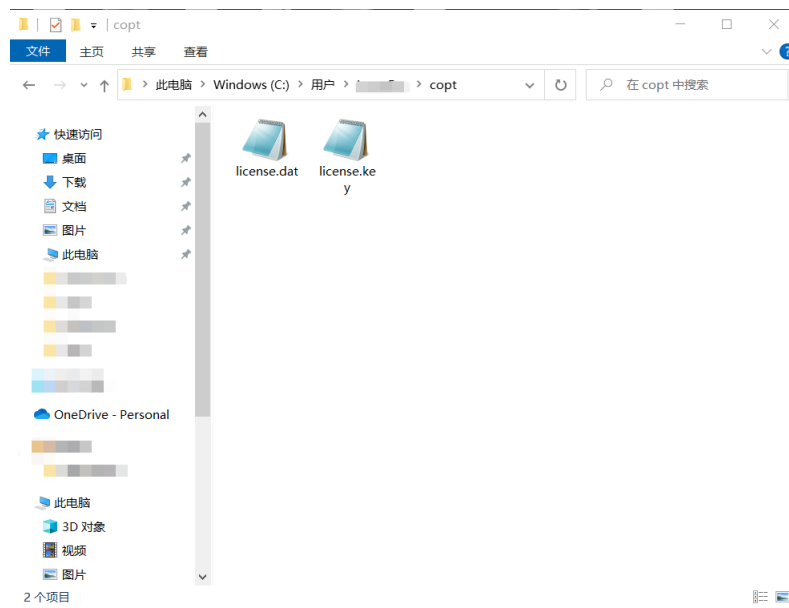 copt
文件 主页 共享 查看
此电脑 Windows (C:) 用户 copt
在 copt 中搜索
快速访问
桌面
下载
文档
图片
此电脑
OneDrive - Personal
此电脑
3D 对象
视频
图片
license.dat
license.ke
y
2 个项目